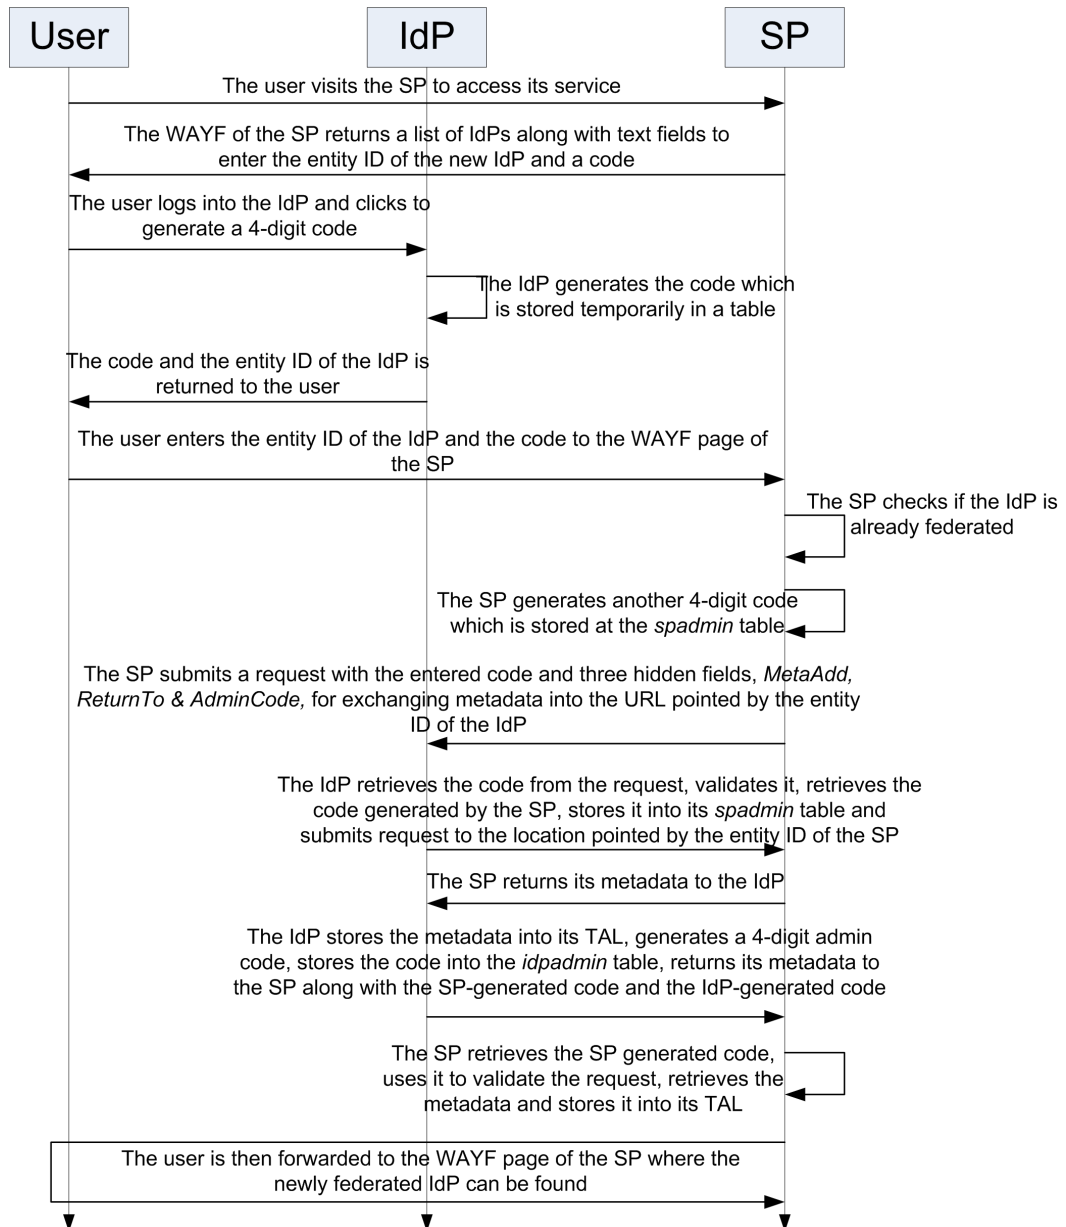 User
IdP
SP
The user visits the SP to access its service
The WAYF of the SP returns a list of IdPs along with text fields to
enter the entity ID of the new IdP and a code
The user logs into the IdP and clicks to
generate a 4-digit code
The IdP generates the code which
is stored temporarily in a table
The code and the entity ID of the IdP is
returned to the user
The user enters the entity ID of the IdP and the code to the WAYF page of
the SP
The SP checks if the IdP is
already federated
The SP generates another 4-digit code
which is stored at the spadmin table
The SP submits a request with the entered code and three hidden fields, MetaAdd,
ReturnTo & AdminCode, for exchanging metadata into the URL pointed by the entity
ID of the IdP
The IdP retrieves the code from the request, validates it, retrieves the
code generated by the SP, stores it into its spadmin table and
submits request to the location pointed by the entity ID of the SP
The SP returns its metadata to the IdP
The IdP stores the metadata into its TAL, generates a 4-digit admin
code, stores the code into the idpadmin table, returns its metadata to
the SP along with the SP-generated code and the IdP-generated code
The SP retrieves the SP generated code,
uses it to validate the request, retrieves the
metadata and stores it into its TAL
The user is then forwarded to the WAYF page of the SP where the
newly federated IdP can be found